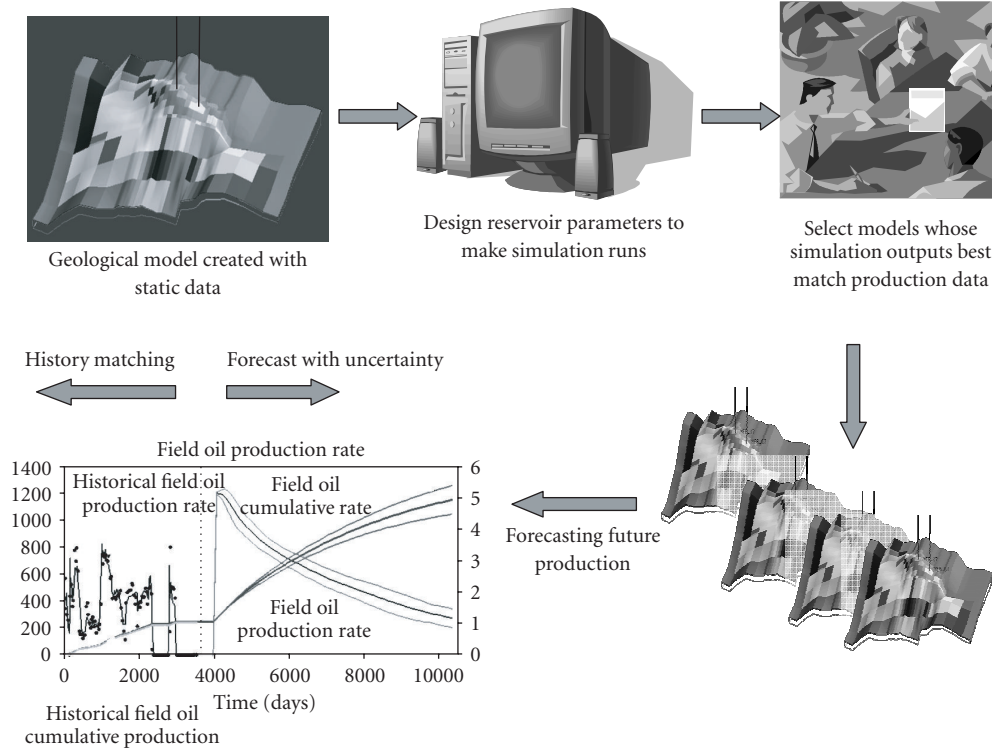 Geological model created with
static data
Design reservoir parameters to
make simulation runs
Select models whose
simulation outputs best
match production data
History matching
Forecast with uncertainty
Forecasting future
production
Field oil production rate
1400
1200
1000
800
600
400
200
0
Historical field oil
production rate
Field oil
cumulative rate
Field oil
production rate
6
5
4
3
2
1
0
0 2000 4000 6000 8000 10000
Time (days)
Historical field oil
cumulative production